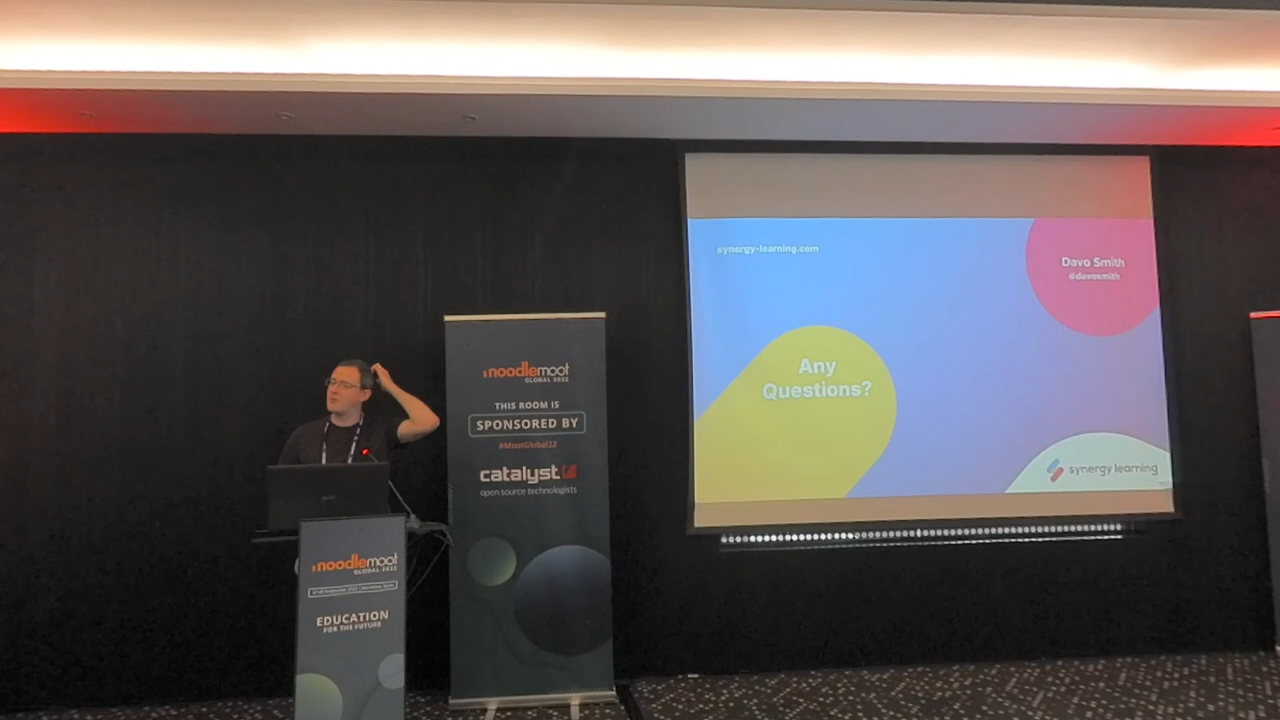 synergy-learning.com
Davo Smith
@davosmith
Any
Questions?
synergy learning
moodlemoot
GLOBAL 2022
THIS ROOM IS
SPONSORED BY
#MootGlobal22
catalyst
open source technologists
moodlemoot
GLOBAL 2022
EDUCATION
FOR THE FUTURE